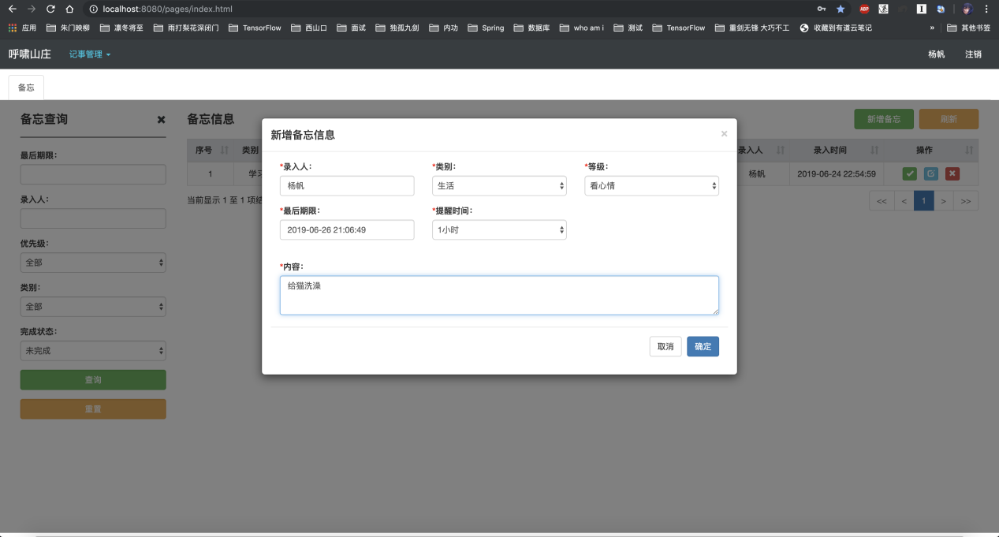 localhost:8080/pages/index.html
ABP
应用 朱门映柳 凛冬将至 雨打梨花深闭门 TensorFlow 西山口 面试 独孤九剑 内功 Spring 数据库 who am i 测试 TensorFlow 重剑无锋 大巧不工 收藏到有道云笔记 » 其他书签
呼啸山庄 记事管理 杨帆 注销
备忘
备忘查询 ✖
最后期限：
录入人：
优先级：
全部
类别：
全部
完成状态：
未完成
查询
重置
备忘信息 新增备忘 刷新
序号 类别 录入人 录入时间 操作
1 学习 杨帆 2019-06-24 22:54:59
当前显示 1 至 1 项结
<< < 1 > >>
新增备忘信息 ×
*录入人： *类别： *等级：
杨帆 生活 看心情
*最后期限： *提醒时间：
2019-06-26 21:06:49 1小时
*内容：
给猫洗澡
取消 确定